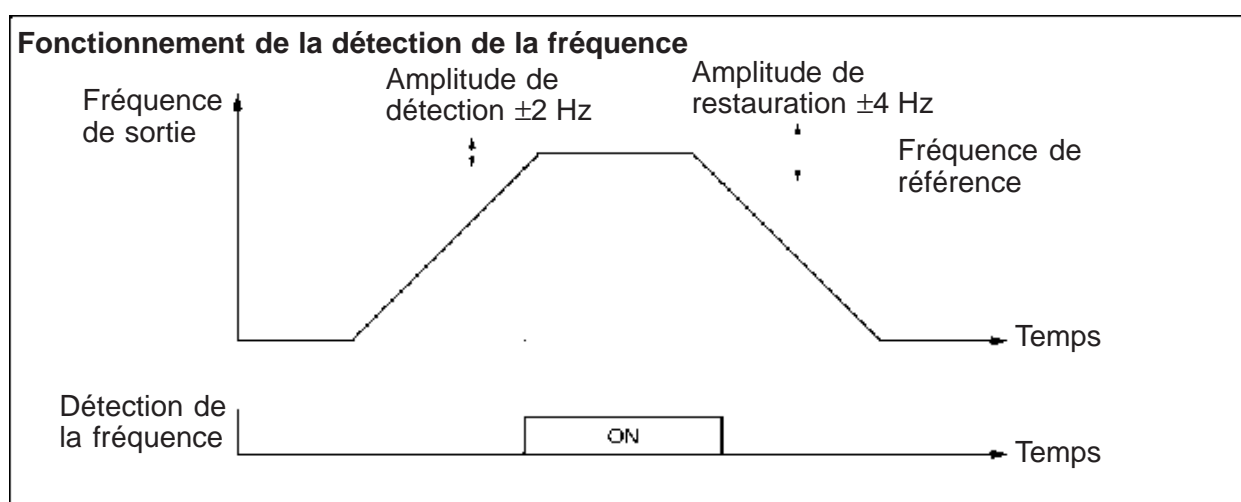 Fonctionnement de la détection de la fréquence
Amplitude de
détection ±2 Hz
Amplitude de
restauration ±4 Hz
Fréquence
de sortie
Fréquence de
référence
Temps
Détection de
la fréquence
ON
Temps